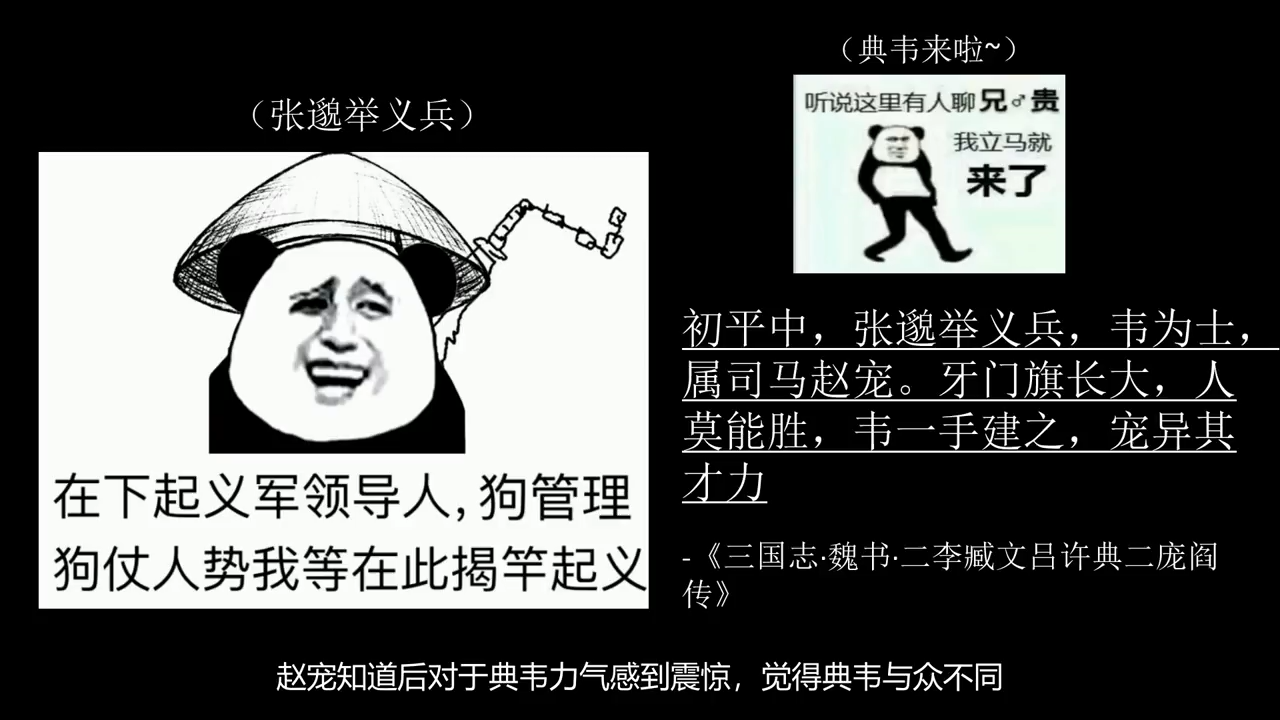 （张邈举义兵）
在下起义军领导人,狗管理
狗仗人势我等在此揭竿起义
（典韦来啦~）
听说这里有人聊兄♂贵
我立马就
来了
初平中，张邈举义兵，韦为士，
属司马赵宠。牙门旗长大，人
莫能胜，韦一手建之，宠异其
才力
-《三国志·魏书·二李臧文吕许典二庞阎
传》
赵宠知道后对于典韦力气感到震惊，觉得典韦与众不同